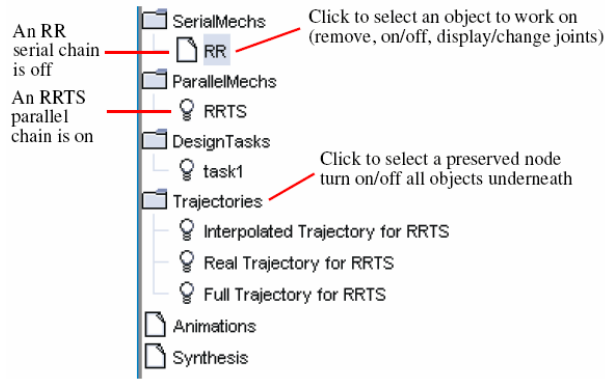 An RR
serial chain
is off
An RRTS
parallel
chain is on
SerialMechs
RR
ParallelMechs
RRTS
DesignTasks
task1
Trajectories
Interpolated Trajectory for RRTS
Real Trajectory for RRTS
Full Trajectory for RRTS
Animations
Synthesis
Click to select an object to work on
(remove, on/off, display/change joints)
Click to select a preserved node
turn on/off all objects underneath